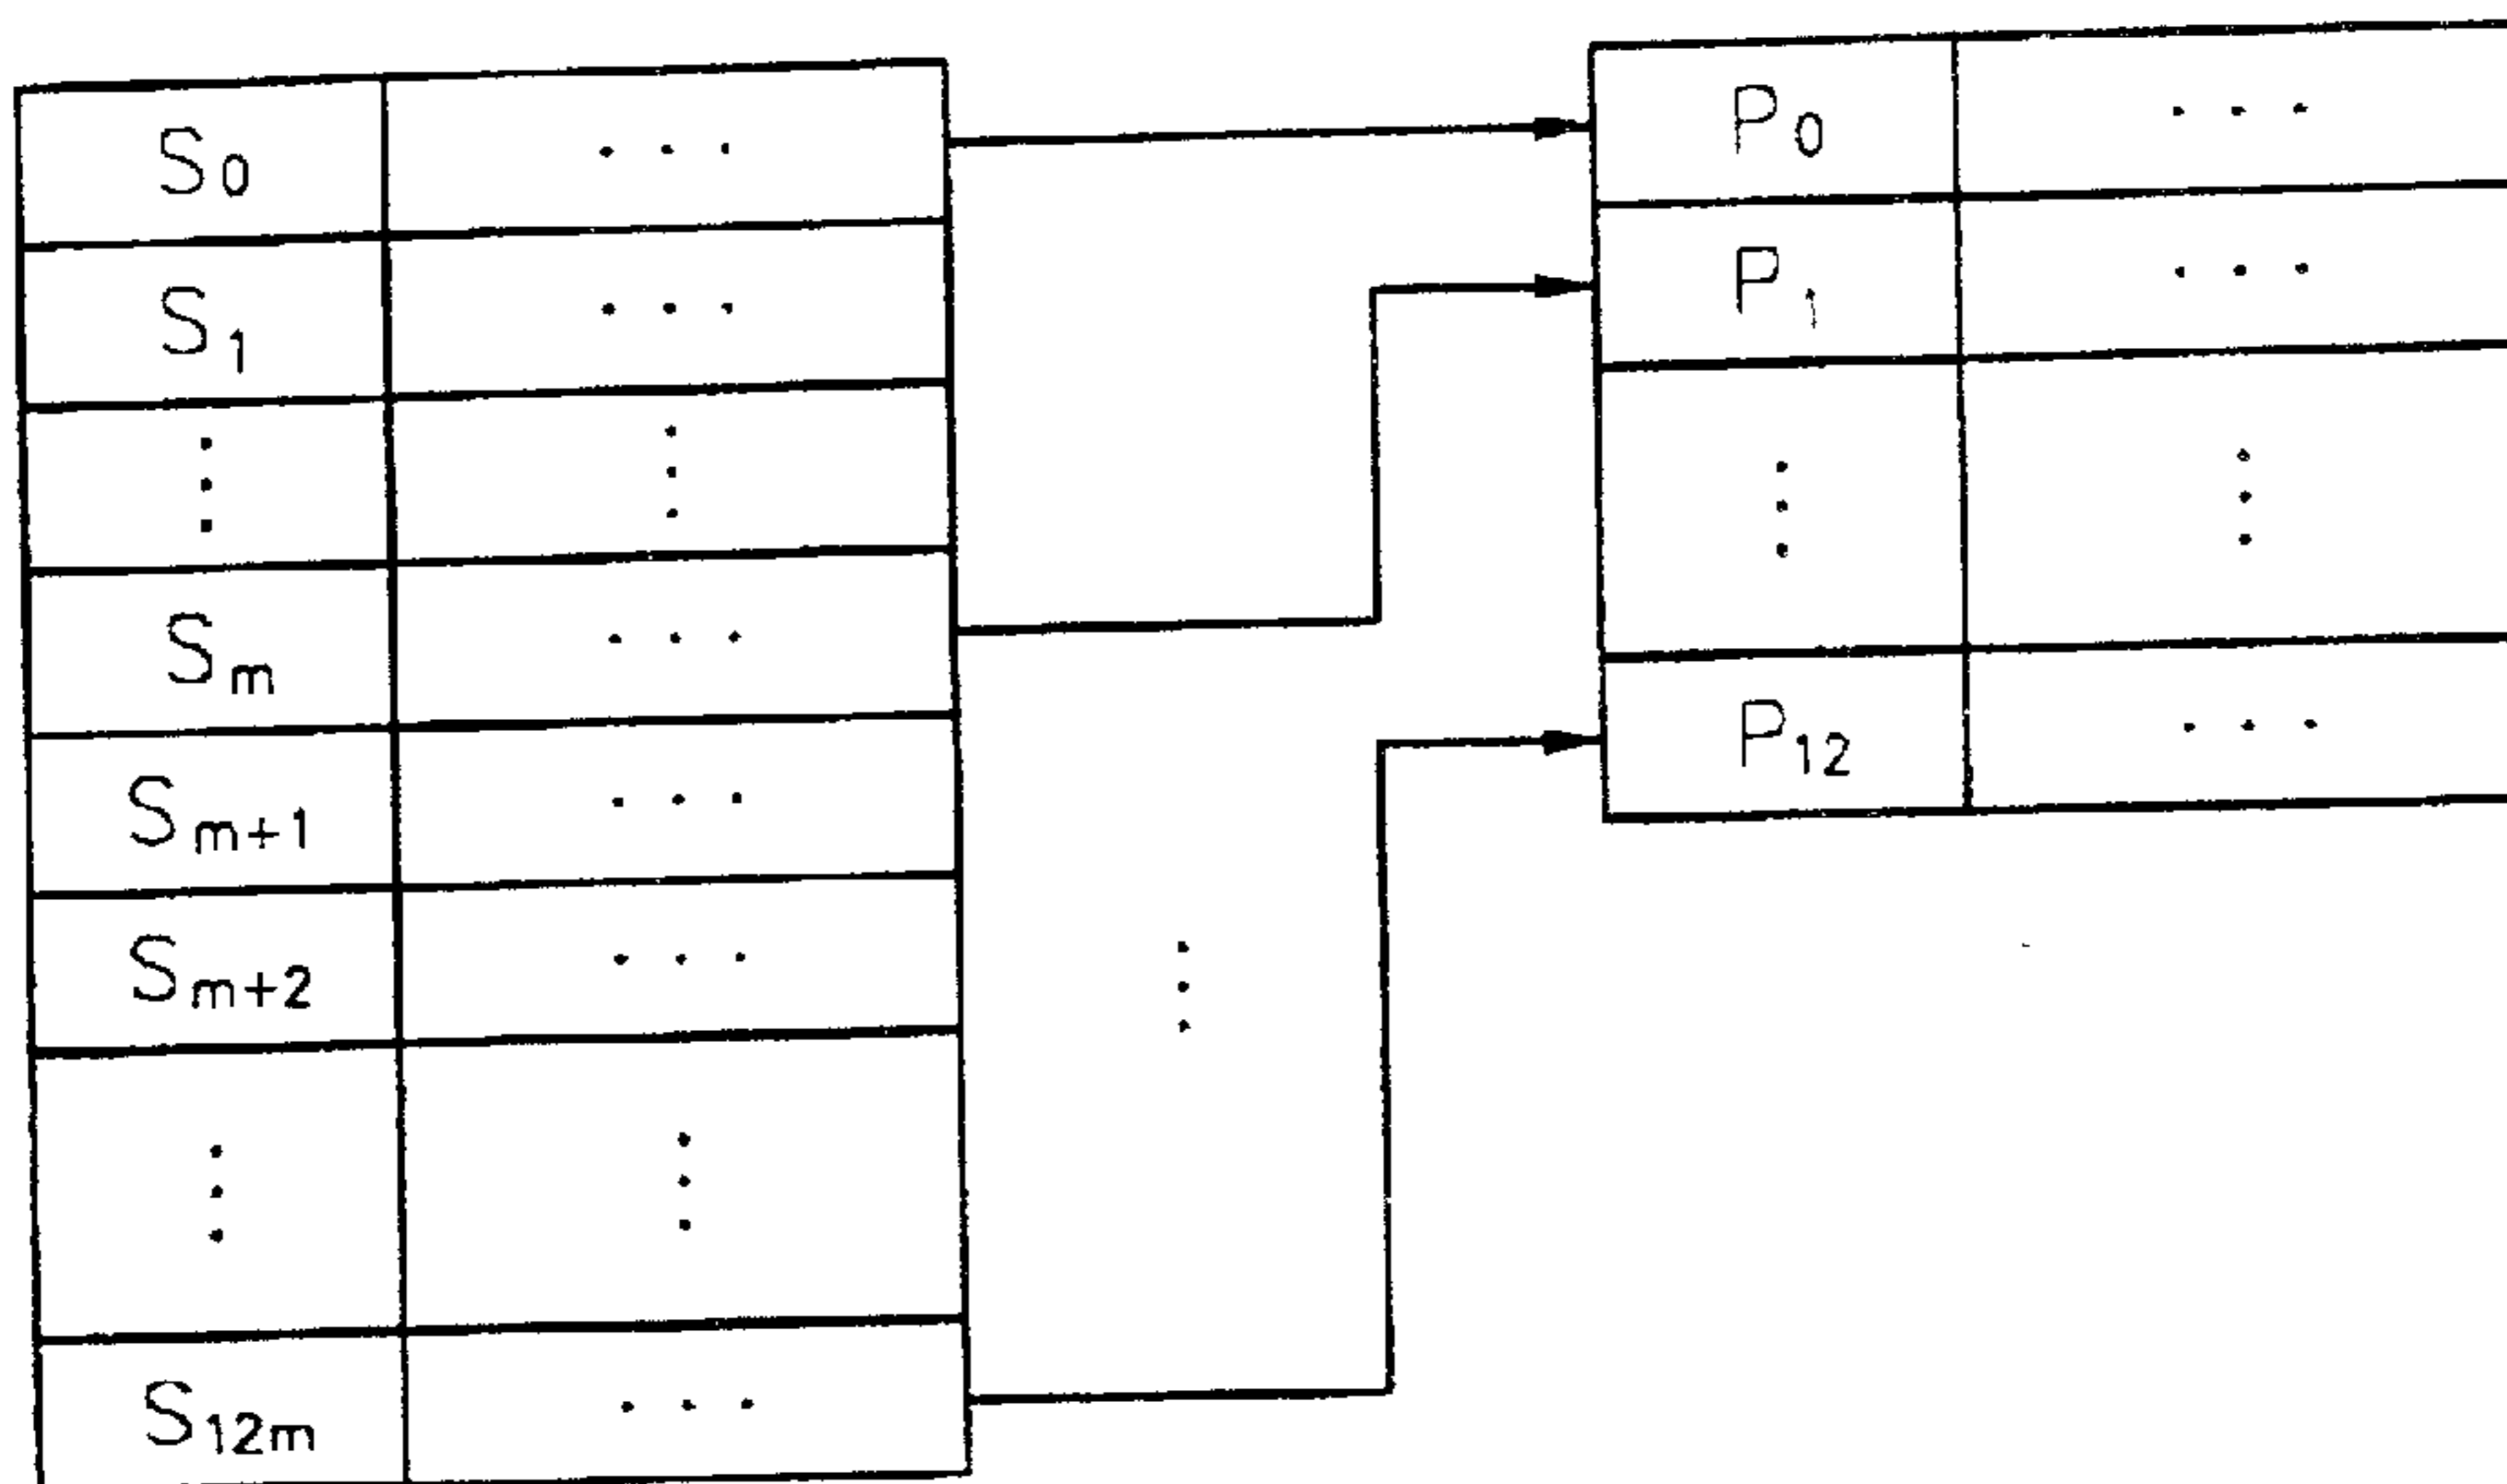 S₀ . . .
S₁ . . .
Sₘ . . .
Sₘ₊₁ . . .
Sₘ₊₂ . . .
S₁₂ₘ . . .
P₀ . . .
P₁ . . .
P₁₂ . . .